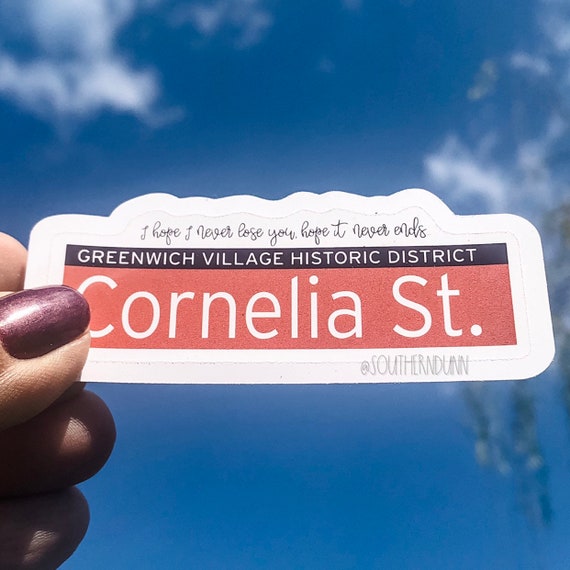 I hope I never lose you, hope it never ends
GREENWICH VILLAGE HISTORIC DISTRICT
Cornelia St.
@SOUTHERNDUNN